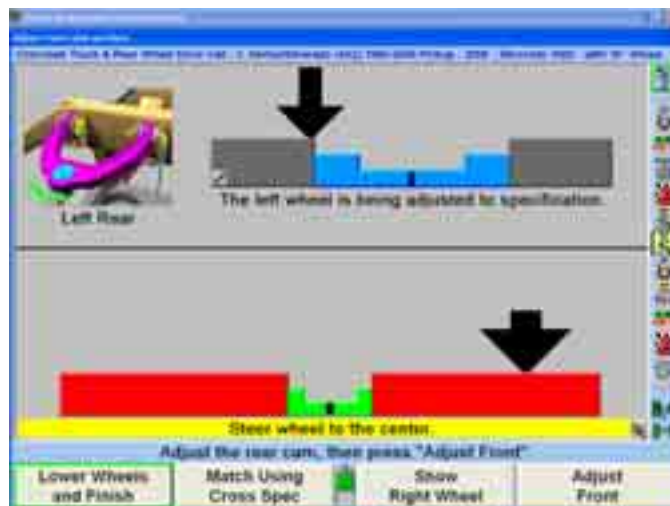 The left wheel is being adjusted to specification.
Left Rear
Steer wheel to the center.
Adjust the rear cam, then press "Adjust Front"
Lower Wheels
and Finish
Match Using
Cross Spec
Show
Right Wheel
Adjust
Front